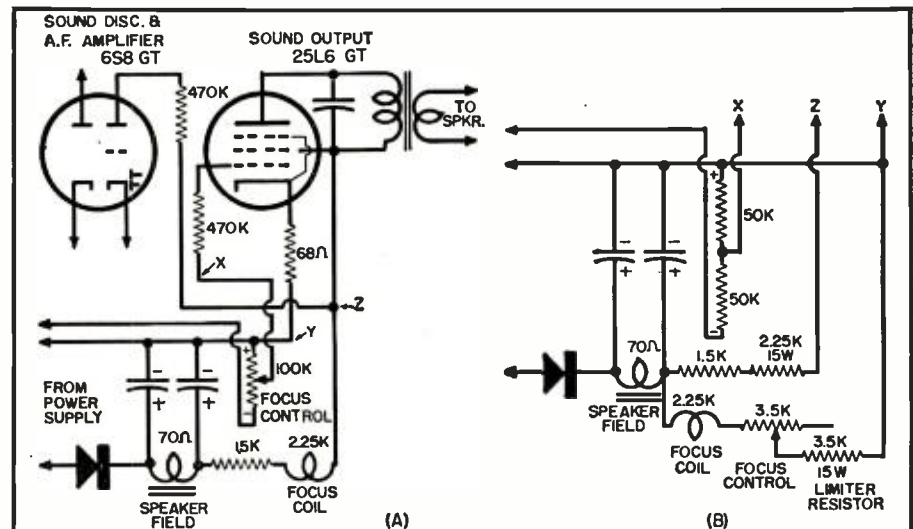 SOUND DISC. &
A.F. AMPLIFIER
6S8 GT
SOUND OUTPUT
25L6 GT
470K
TO
SPKR.
470K
68Ω
X
Z
Y
100K
FOCUS
CONTROL
FROM
POWER
SUPPLY
70Ω
1.5K
2.25K
SPEAKER
FIELD
FOCUS
COIL
(A)
X
Z
Y
50K
50K
70Ω
1.5K
2.25K
15W
SPEAKER
FIELD
2.25K
3.5K
FOCUS
COIL
FOCUS
CONTROL
3.5K
15W
LIMITER
RESISTOR
(B)